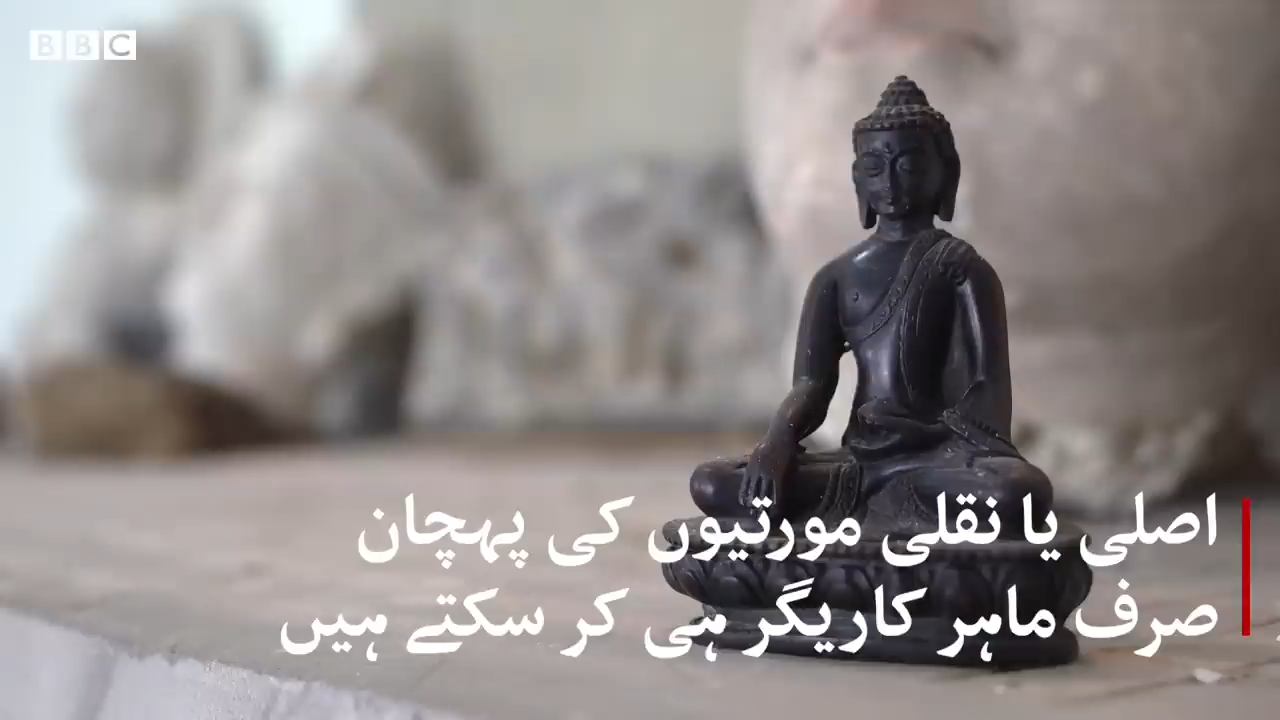 BBC
اصلی یا نقلی مورتیوں کی پہچان
صرف ماہر کاریگر ہی کر سکتے ہیں